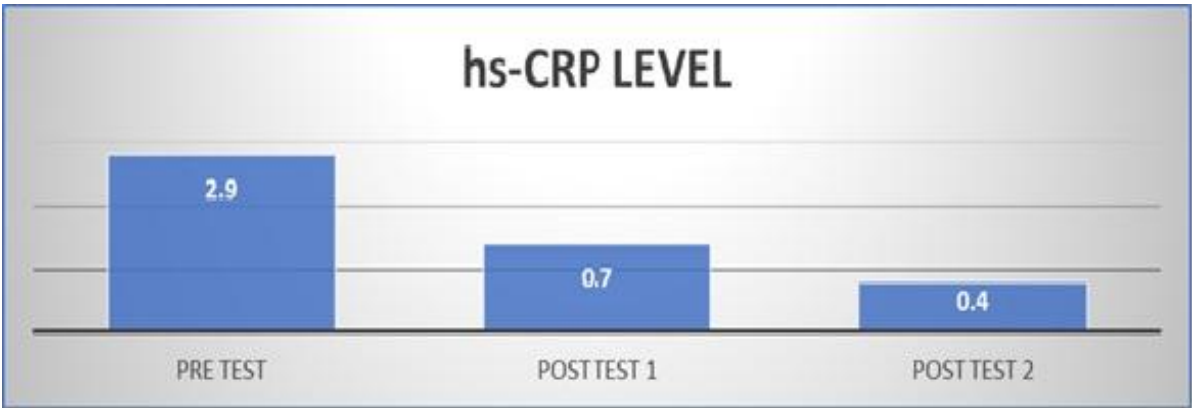 hs-CRP LEVEL
2.9
0.7
0.4
PRE TEST
POST TEST 1
POST TEST 2